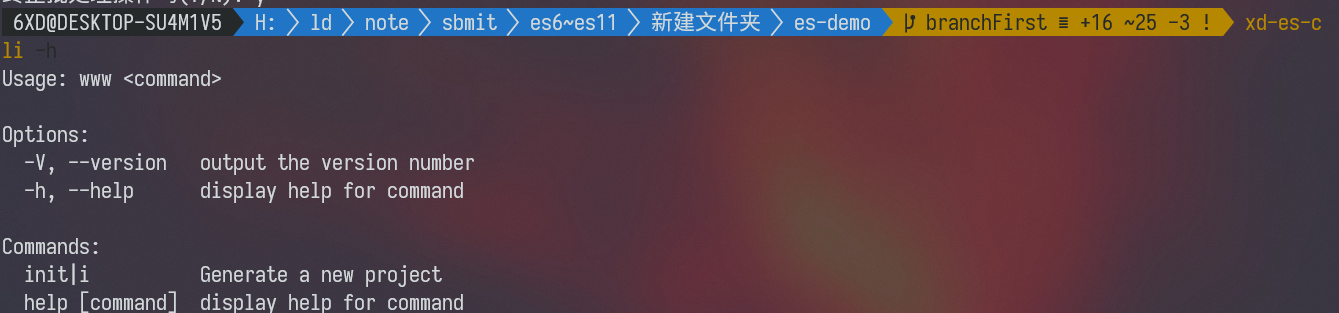 6XD@DESKTOP-SU4M1V5 H: ld note sbmit es6~es11 新建文件夹 es-demo branchFirst ≡ +16 ~25 -3 ! xd-es-c
li -h
Usage: www <command>
Options:
-V, --version output the version number
-h, --help display help for command
Commands:
init|i Generate a new project
help [command] display help for command